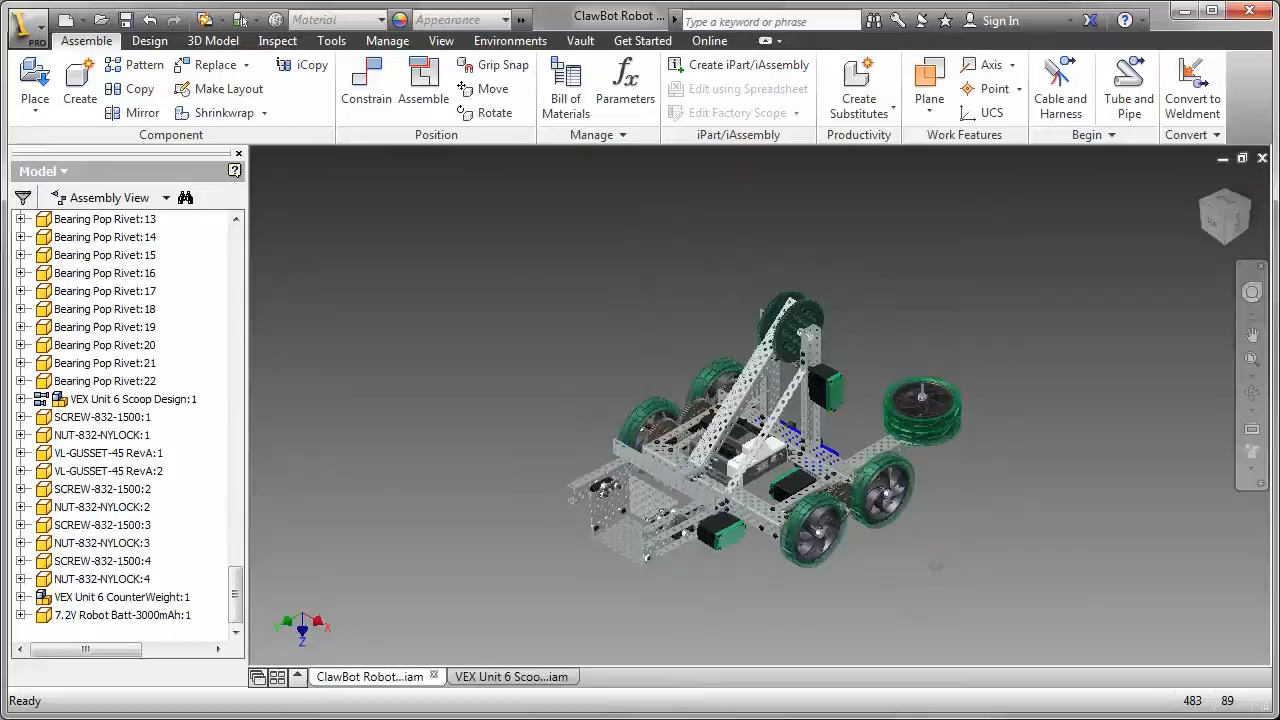 Material
Appearance
ClawBot Robot ...
Type a keyword or phrase
Sign In
PRO
Assemble
Design
3D Model
Inspect
Tools
Manage
View
Environments
Vault
Get Started
Online
Place
Create
Pattern
Copy
Mirror
Replace
Make Layout
Shrinkwrap
iCopy
Component
Constrain
Assemble
Grip Snap
Move
Rotate
Position
Bill of
Materials
fx
Parameters
Manage
Create iPart/iAssembly
Edit using Spreadsheet
Edit Factory Scope
iPart/iAssembly
Create
Substitutes
Productivity
Plane
Axis
Point
UCS
Work Features
Cable and
Harness
Tube and
Pipe
Begin
Convert to
Weldment
Convert
Model
Assembly View
Bearing Pop Rivet:13
Bearing Pop Rivet:14
Bearing Pop Rivet:15
Bearing Pop Rivet:16
Bearing Pop Rivet:17
Bearing Pop Rivet:18
Bearing Pop Rivet:19
Bearing Pop Rivet:20
Bearing Pop Rivet:21
Bearing Pop Rivet:22
VEX Unit 6 Scoop Design:1
SCREW-832-1500:1
NUT-832-NYLOCK:1
VL-GUSSET-45 RevA:1
VL-GUSSET-45 RevA:2
SCREW-832-1500:2
NUT-832-NYLOCK:2
SCREW-832-1500:3
NUT-832-NYLOCK:3
SCREW-832-1500:4
NUT-832-NYLOCK:4
VEX Unit 6 CounterWeight:1
7.2V Robot Batt-3000mAh:1
Y
X
Z
ClawBot Robot...iam
VEX Unit 6 Scoo...iam
Ready
483
89